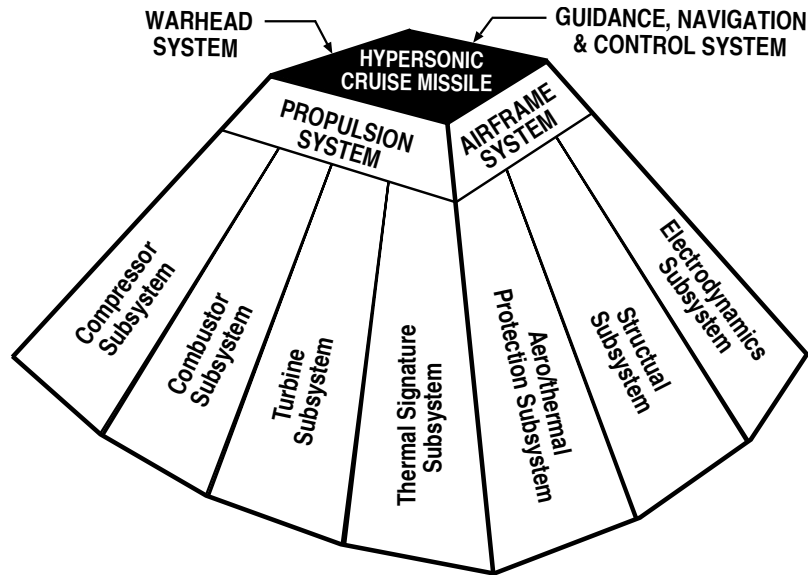 WARHEAD
SYSTEM
GUIDANCE, NAVIGATION
& CONTROL SYSTEM
HYPERSONIC
CRUISE MISSILE
PROPULSION
SYSTEM
AIRFRAME
SYSTEM
Compressor
Subsystem
Combustor
Subsystem
Turbine
Subsystem
Thermal Signature
Subsystem
Aero/thermal
Protection Subsystem
Structual
Subsystem
Electrodynamics
Subsystem